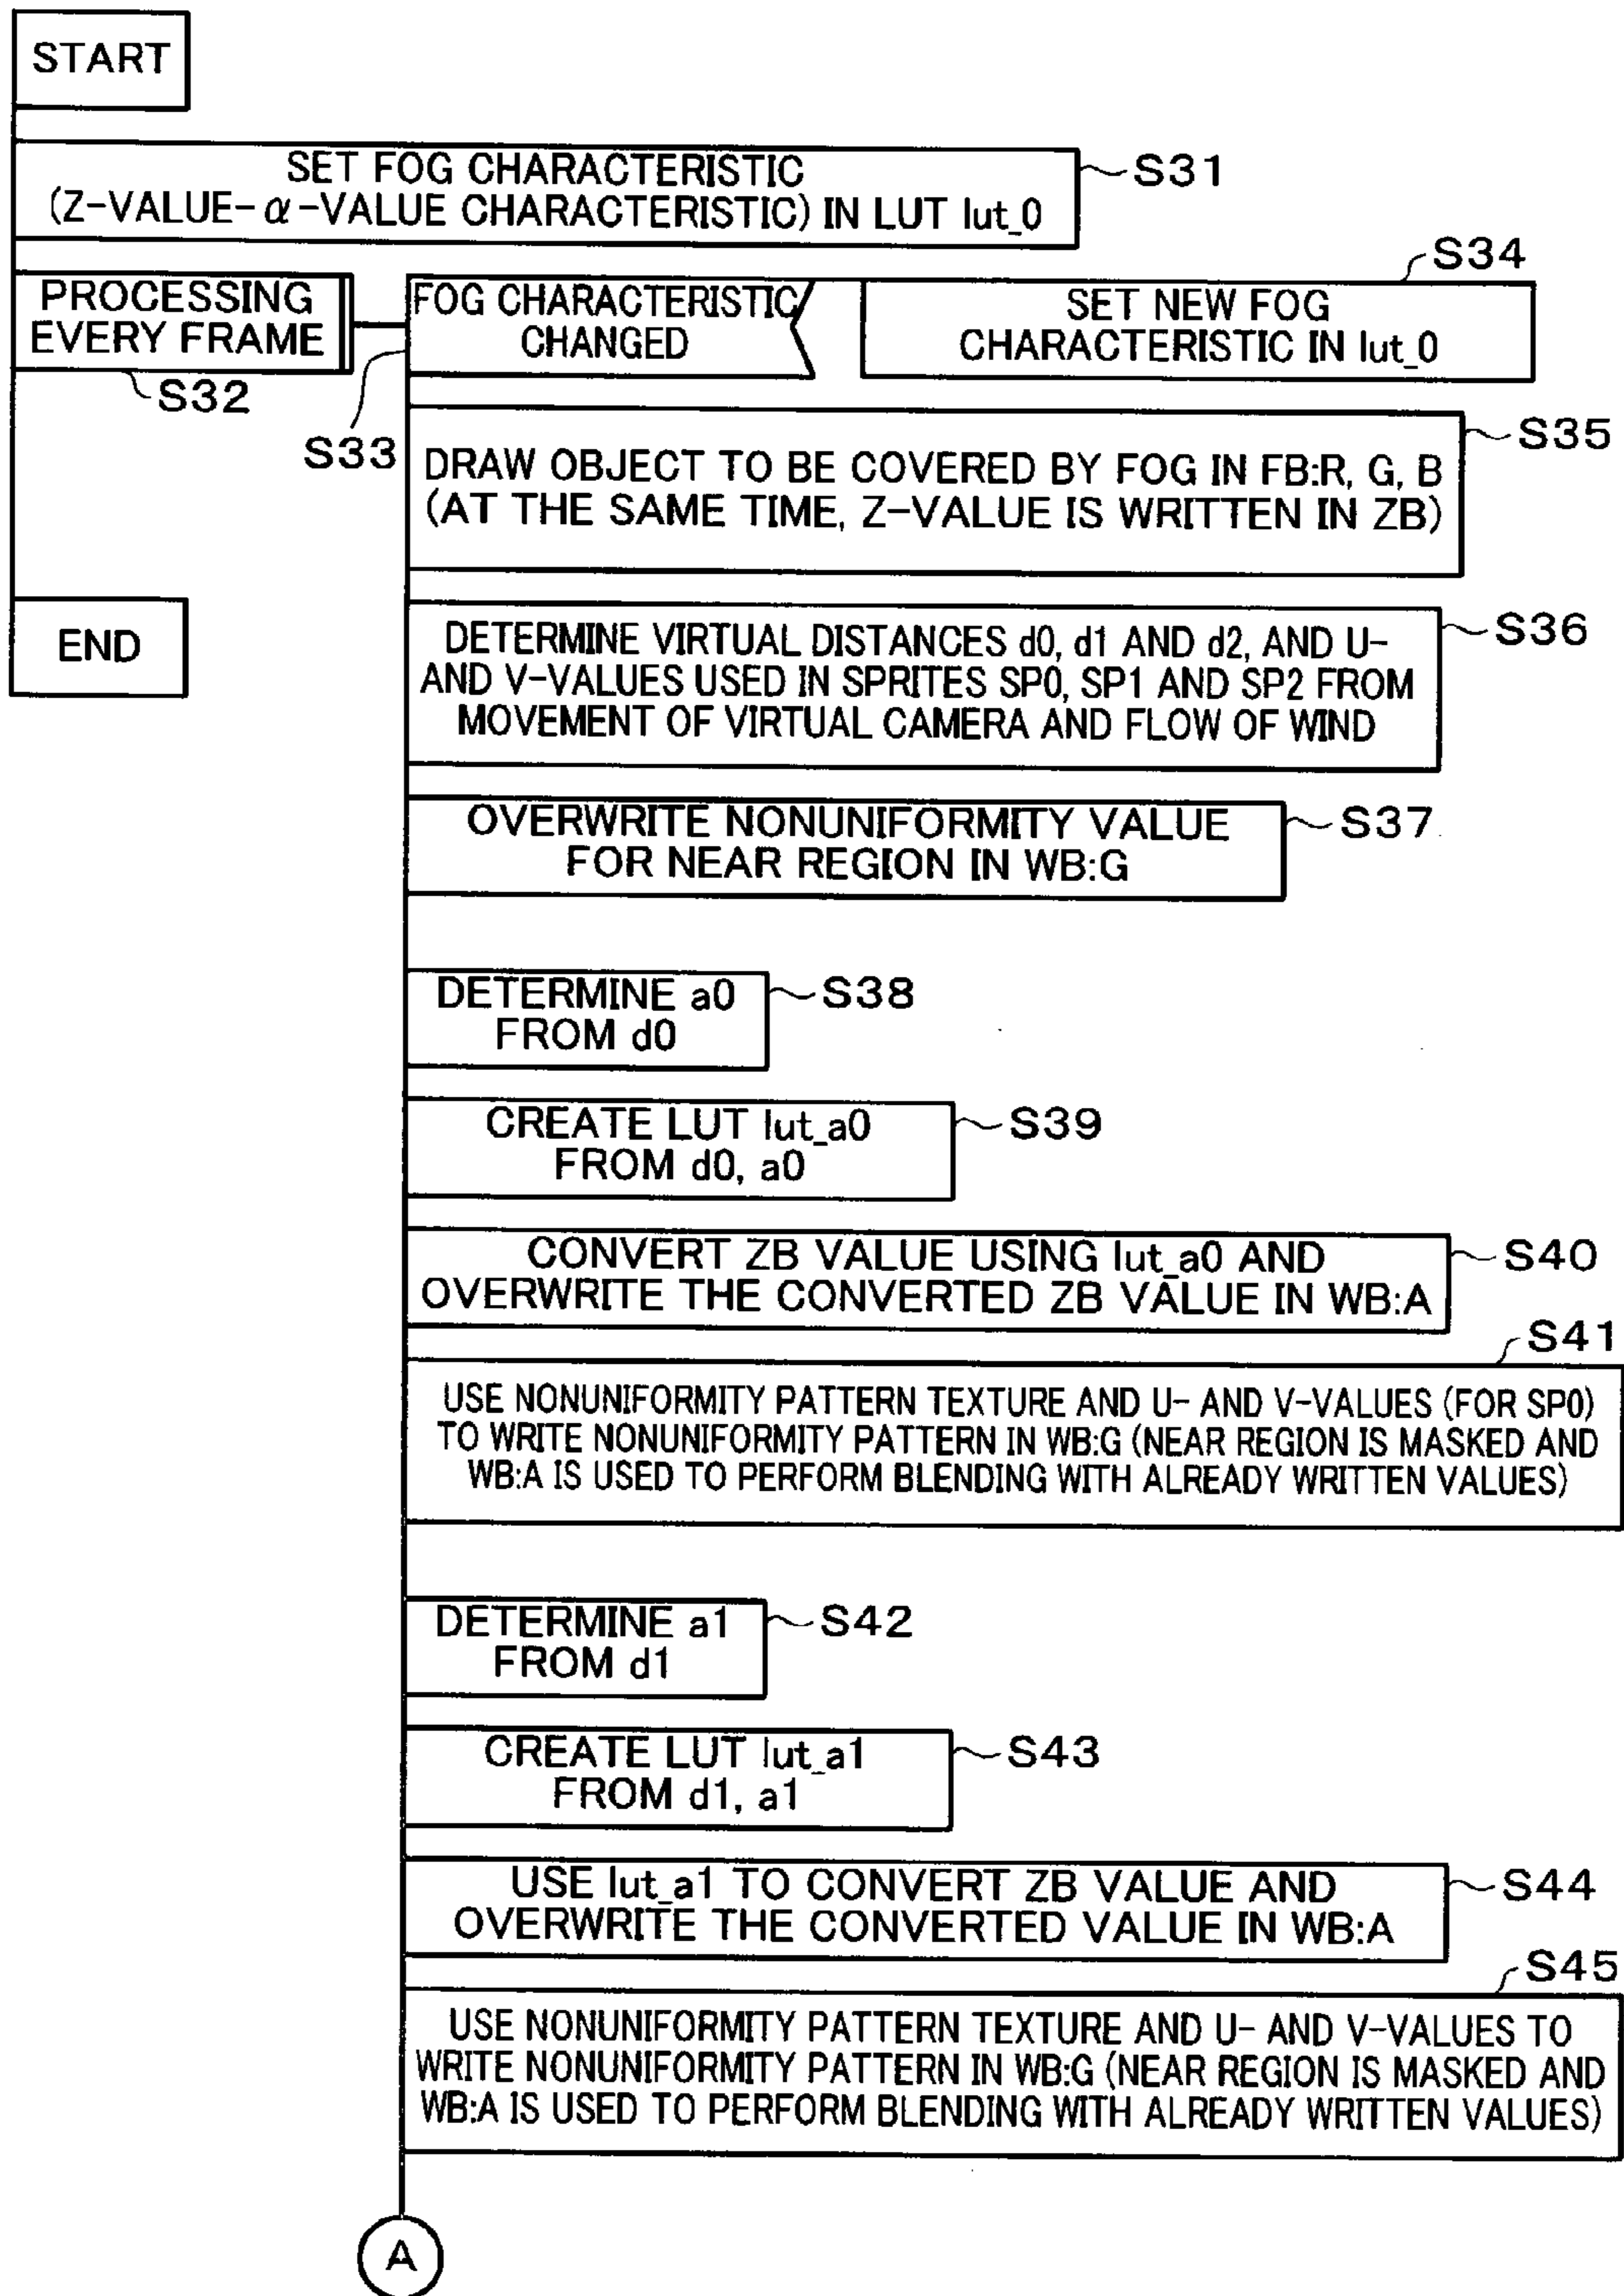 START
SET FOG CHARACTERISTIC
(Z-VALUE-α-VALUE CHARACTERISTIC) IN LUT lut_0
S31
PROCESSING
EVERY FRAME
S32
FOG CHARACTERISTIC
CHANGED
S33
SET NEW FOG
CHARACTERISTIC IN lut_0
S34
DRAW OBJECT TO BE COVERED BY FOG IN FB:R, G, B
(AT THE SAME TIME, Z-VALUE IS WRITTEN IN ZB)
S35
END
DETERMINE VIRTUAL DISTANCES d0, d1 AND d2, AND U-
AND V-VALUES USED IN SPRITES SP0, SP1 AND SP2 FROM
MOVEMENT OF VIRTUAL CAMERA AND FLOW OF WIND
S36
OVERWRITE NONUNIFORMITY VALUE
FOR NEAR REGION IN WB:G
S37
DETERMINE a0
FROM d0
S38
CREATE LUT lut_a0
FROM d0, a0
S39
CONVERT ZB VALUE USING lut_a0 AND
OVERWRITE THE CONVERTED ZB VALUE IN WB:A
S40
S41
USE NONUNIFORMITY PATTERN TEXTURE AND U- AND V-VALUES (FOR SP0)
TO WRITE NONUNIFORMITY PATTERN IN WB:G (NEAR REGION IS MASKED AND
WB:A IS USED TO PERFORM BLENDING WITH ALREADY WRITTEN VALUES)
DETERMINE a1
FROM d1
S42
CREATE LUT lut_a1
FROM d1, a1
S43
USE lut_a1 TO CONVERT ZB VALUE AND
OVERWRITE THE CONVERTED VALUE IN WB:A
S44
S45
USE NONUNIFORMITY PATTERN TEXTURE AND U- AND V-VALUES TO
WRITE NONUNIFORMITY PATTERN IN WB:G (NEAR REGION IS MASKED AND
WB:A IS USED TO PERFORM BLENDING WITH ALREADY WRITTEN VALUES)
A